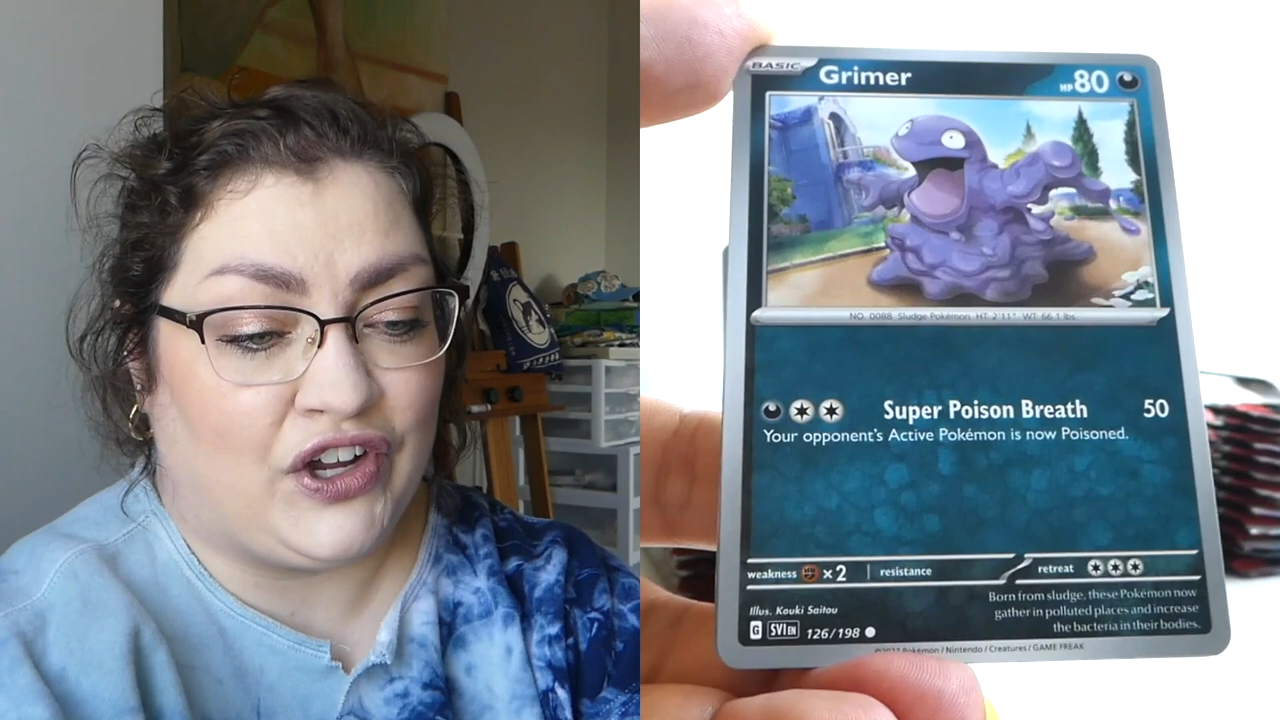 BASIC Grimer HP 80
NO. 0088 Sludge Pokémon HT: 2'11" WT: 66.1 lbs.
Super Poison Breath 50
Your opponent's Active Pokémon is now Poisoned.
weakness ×2 resistance retreat
Born from sludge, these Pokémon now
gather in polluted places and increase
the bacteria in their bodies.
Illus. Kouki Saitou
G SVI EN 126/198
©2023 Pokémon / Nintendo / Creatures / GAME FREAK